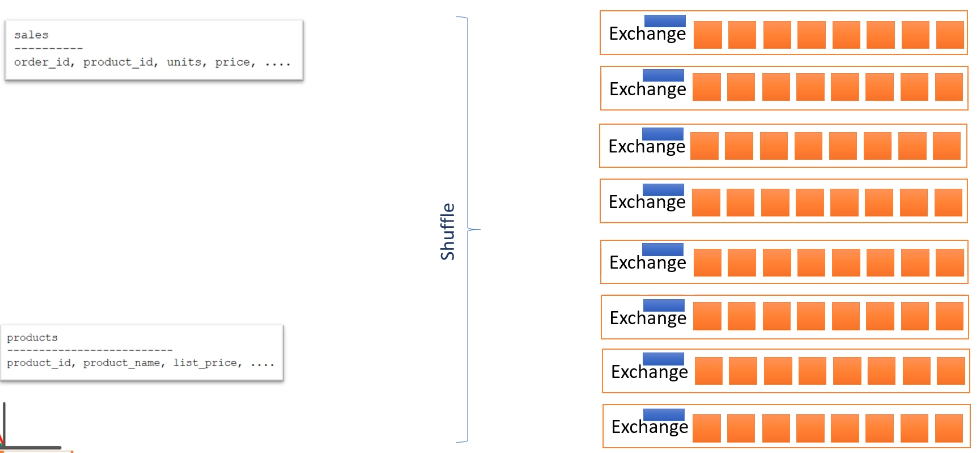 sales
----------
order_id, product_id, units, price, ....
products
-------------------------
product_id, product_name, list_price, ....
Shuffle
Exchange
Exchange
Exchange
Exchange
Exchange
Exchange
Exchange
Exchange